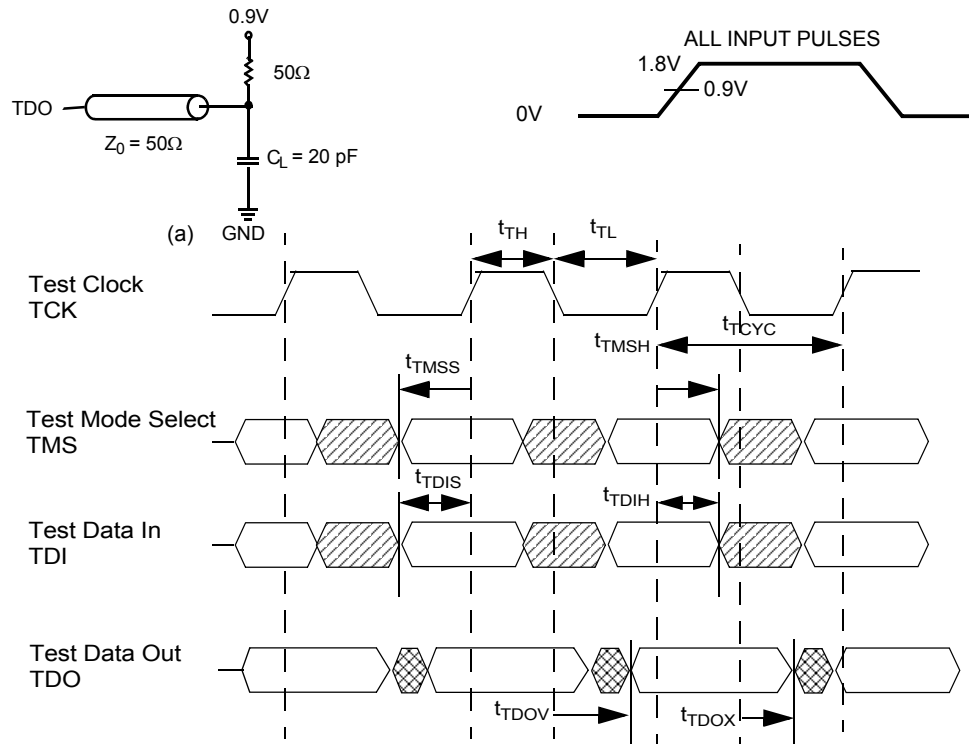 0.9V
50Ω
TDO
Z0 = 50Ω
CL = 20 pF
(a)
GND
ALL INPUT PULSES
1.8V
0.9V
0V
tTH
tTL
Test Clock
TCK
tTCYC
tTMSH
tTMSS
Test Mode Select
TMS
tTDIS
tTDIH
Test Data In
TDI
Test Data Out
TDO
tTDOV
tTDOX